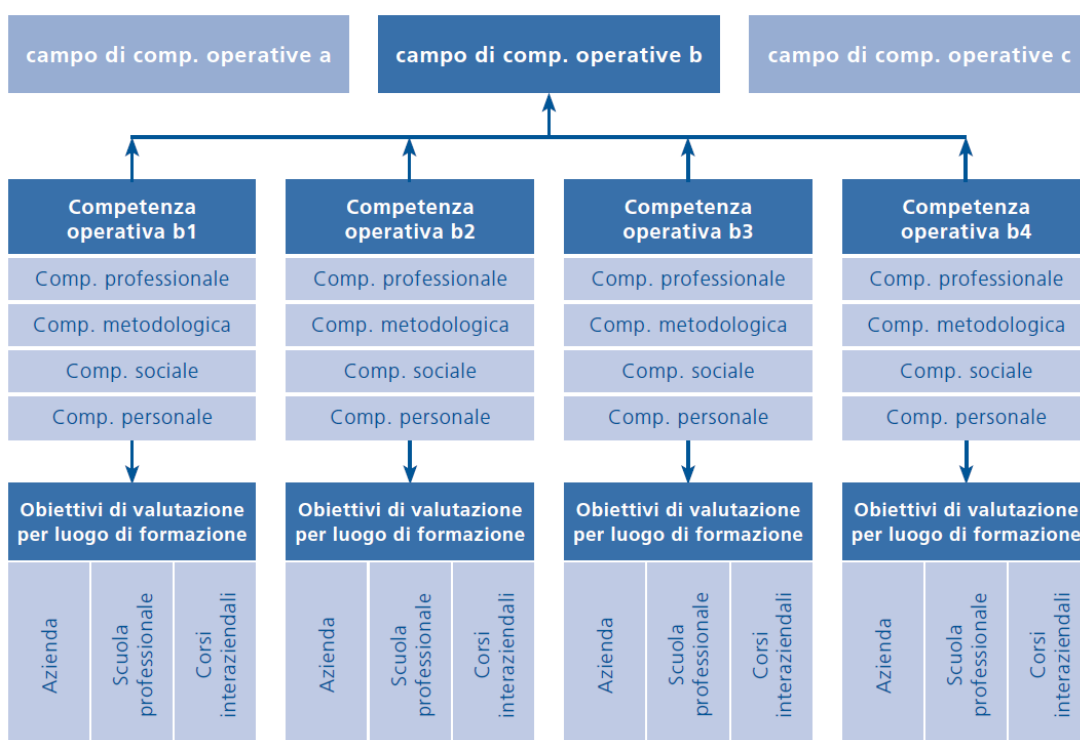 campo di comp. operative a
campo di comp. operative b
campo di comp. operative c
Competenza
operativa b1
Comp. professionale
Comp. metodologica
Comp. sociale
Comp. personale
Obiettivi di valutazione
per luogo di formazione
Azienda
Scuola
professionale
Corsi
interaziendali
Competenza
operativa b2
Comp. professionale
Comp. metodologica
Comp. sociale
Comp. personale
Obiettivi di valutazione
per luogo di formazione
Azienda
Scuola
professionale
Corsi
interaziendali
Competenza
operativa b3
Comp. professionale
Comp. metodologica
Comp. sociale
Comp. personale
Obiettivi di valutazione
per luogo di formazione
Azienda
Scuola
professionale
Corsi
interaziendali
Competenza
operativa b4
Comp. professionale
Comp. metodologica
Comp. sociale
Comp. personale
Obiettivi di valutazione
per luogo di formazione
Azienda
Scuola
professionale
Corsi
interaziendali